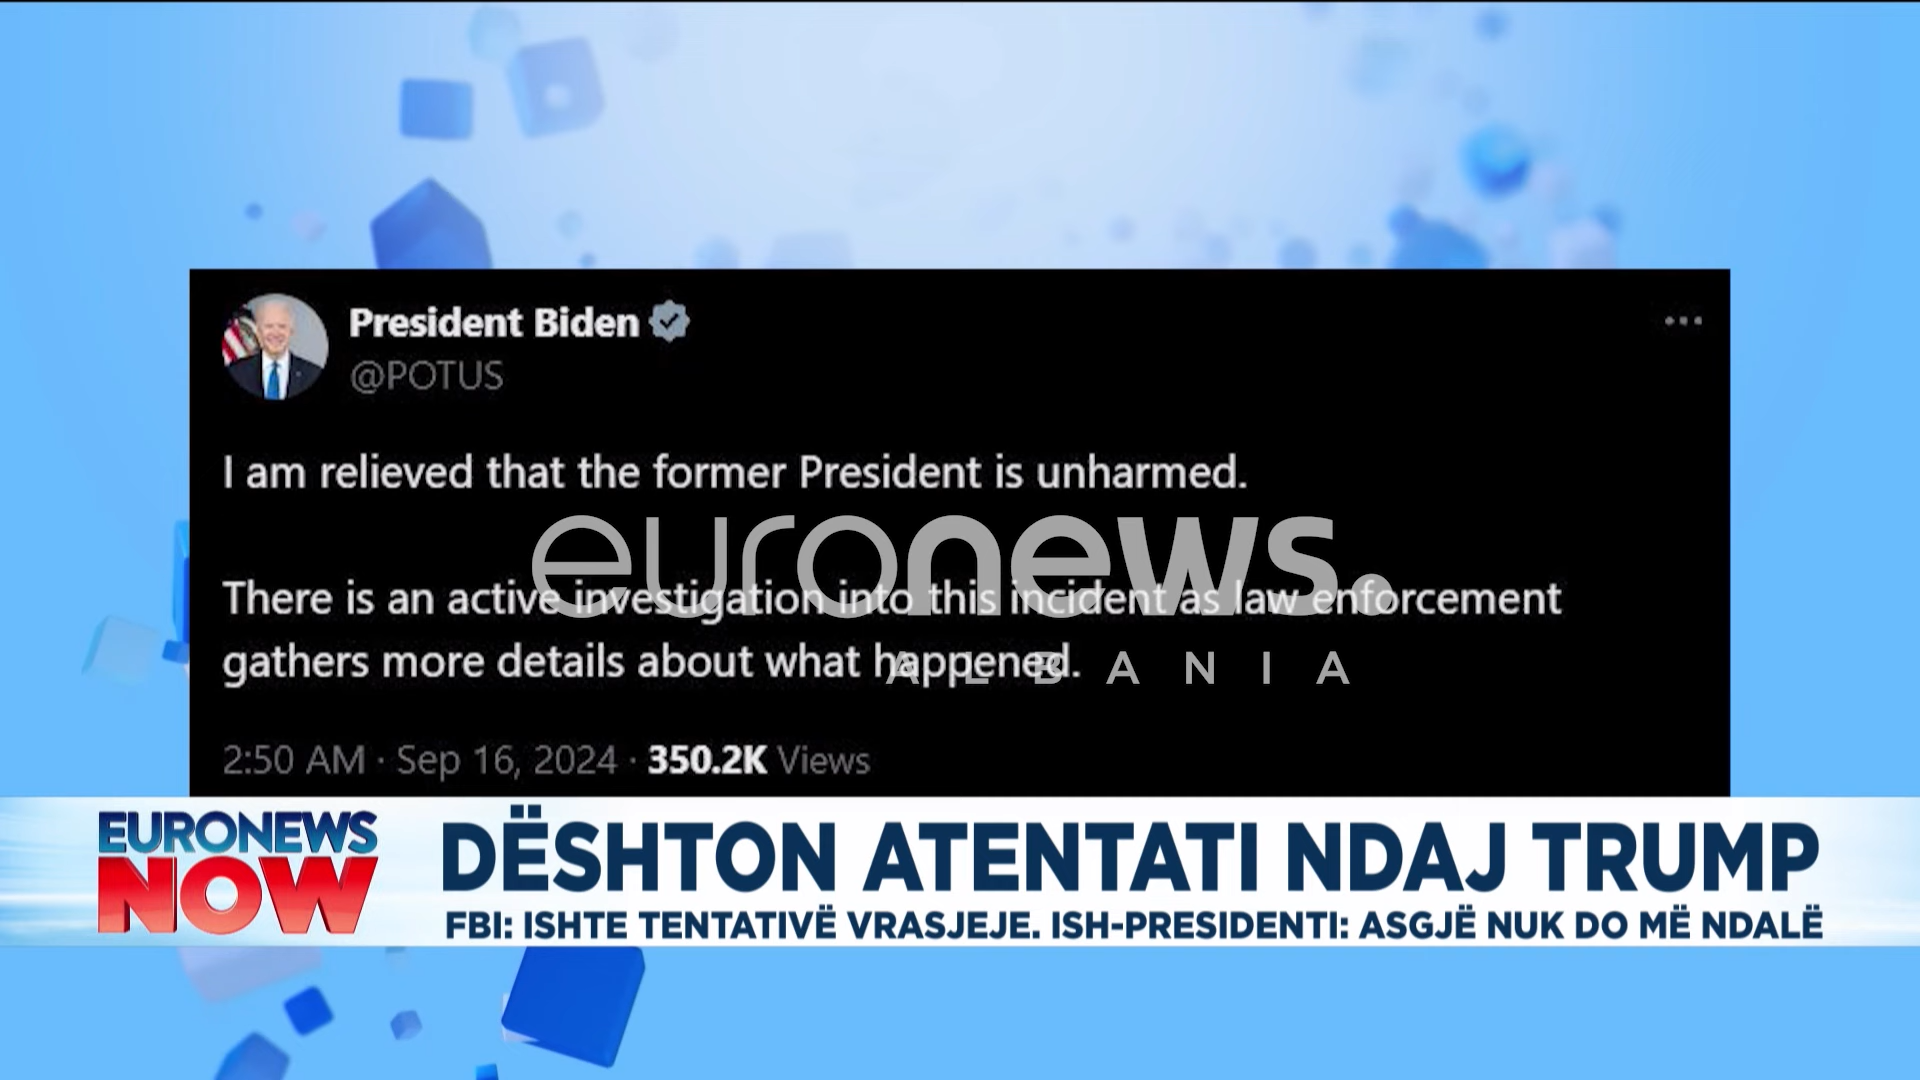 President Biden
@POTUS
I am relieved that the former President is unharmed.
euronews.
There is an active investigation into this incident as law enforcement
gathers more details about what happened.
ALBANIA
2:50 AM · Sep 16, 2024 · 350.2K Views
EURONEWS
NOW
DËSHTON ATENTATI NDAJ TRUMP
FBI: ISHTE TENTATIVË VRASJEJE. ISH-PRESIDENTI: ASGJË NUK DO MË NDALË